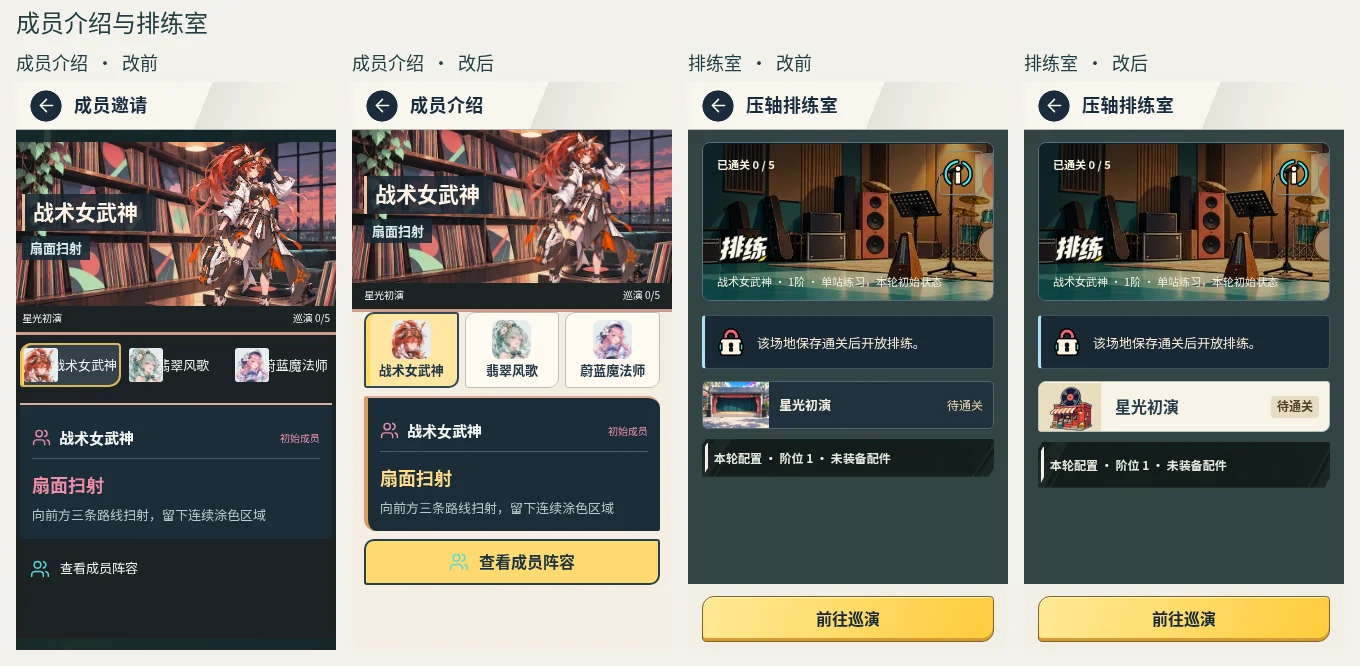 成员介绍与排练室
成员介绍 · 改前
成员邀请
战术女武神
扇面扫射
星光初演
巡演 0/5
战术女武神
翡翠风歌
蔚蓝魔法师
战术女武神
初始成员
扇面扫射
向前方三条路线扫射，留下连续涂色区域
查看成员阵容
成员介绍 · 改后
成员介绍
战术女武神
扇面扫射
星光初演
巡演 0/5
战术女武神
翡翠风歌
蔚蓝魔法师
战术女武神
初始成员
扇面扫射
向前方三条路线扫射，留下连续涂色区域
查看成员阵容
排练室 · 改前
压轴排练室
已通关 0 / 5
排练
战术女武神 · 1阶 · 单站练习，本轮初始状态
该场地保存通关后开放排练。
星光初演
待通关
本轮配置 · 阶位 1 · 未装备配件
前往巡演
排练室 · 改后
压轴排练室
已通关 0 / 5
排练
战术女武神 · 1阶 · 单站练习，本轮初始状态
该场地保存通关后开放排练。
星光初演
待通关
本轮配置 · 阶位 1 · 未装备配件
前往巡演